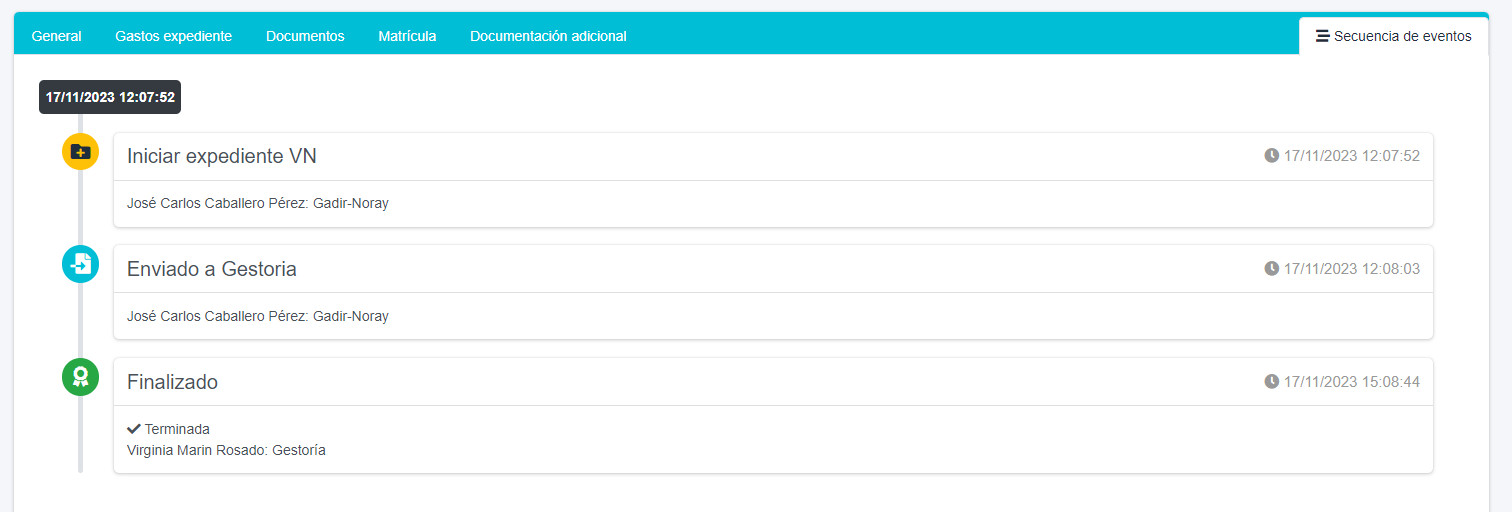 General Gastos expediente Documentos Matrícula Documentación adicional Secuencia de eventos
17/11/2023 12:07:52
Iniciar expediente VN 17/11/2023 12:07:52
José Carlos Caballero Pérez: Gadir-Noray
Enviado a Gestoria 17/11/2023 12:08:03
José Carlos Caballero Pérez: Gadir-Noray
Finalizado 17/11/2023 15:08:44
Terminada
Virginia Marin Rosado: Gestoría